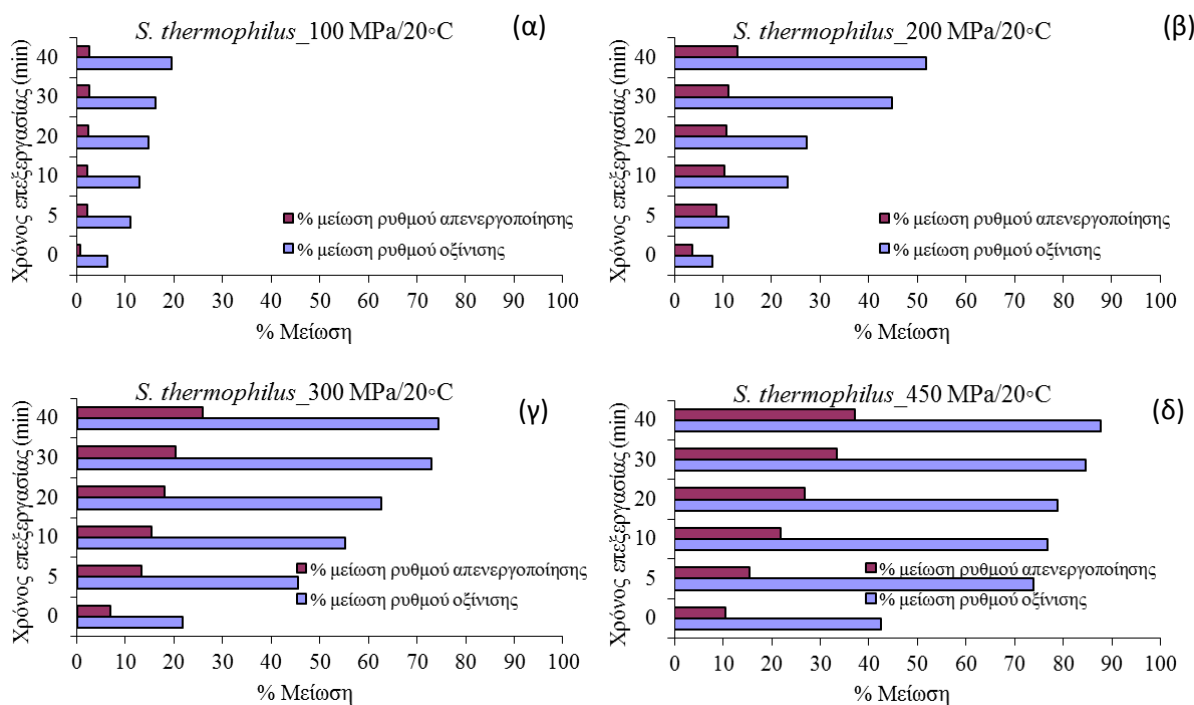 S. thermophilus_100 MPa/20◦C
(α)
Χρόνος επεξεργασίας (min)
40
30
20
10
5
0
% μείωση ρυθμού απενεργοποίησης
% μείωση ρυθμού οξίνισης
0 10 20 30 40 50 60 70 80 90 100
% Μείωση
S. thermophilus_200 MPa/20◦C
(β)
Χρόνος επεξεργασίας (min)
40
30
20
10
5
0
% μείωση ρυθμού απενεργοποίησης
% μείωση ρυθμού οξίνισης
0 10 20 30 40 50 60 70 80 90 100
% Μείωση
S. thermophilus_300 MPa/20◦C
(γ)
Χρόνος επεξεργασίας (min)
40
30
20
10
5
0
% μείωση ρυθμού απενεργοποίησης
% μείωση ρυθμού οξίνισης
0 10 20 30 40 50 60 70 80 90 100
% Μείωση
S. thermophilus_450 MPa/20◦C
(δ)
Χρόνος επεξεργασίας (min)
40
30
20
10
5
0
% μείωση ρυθμού απενεργοποίησης
% μείωση ρυθμού οξίνισης
0 10 20 30 40 50 60 70 80 90 100
% Μείωση